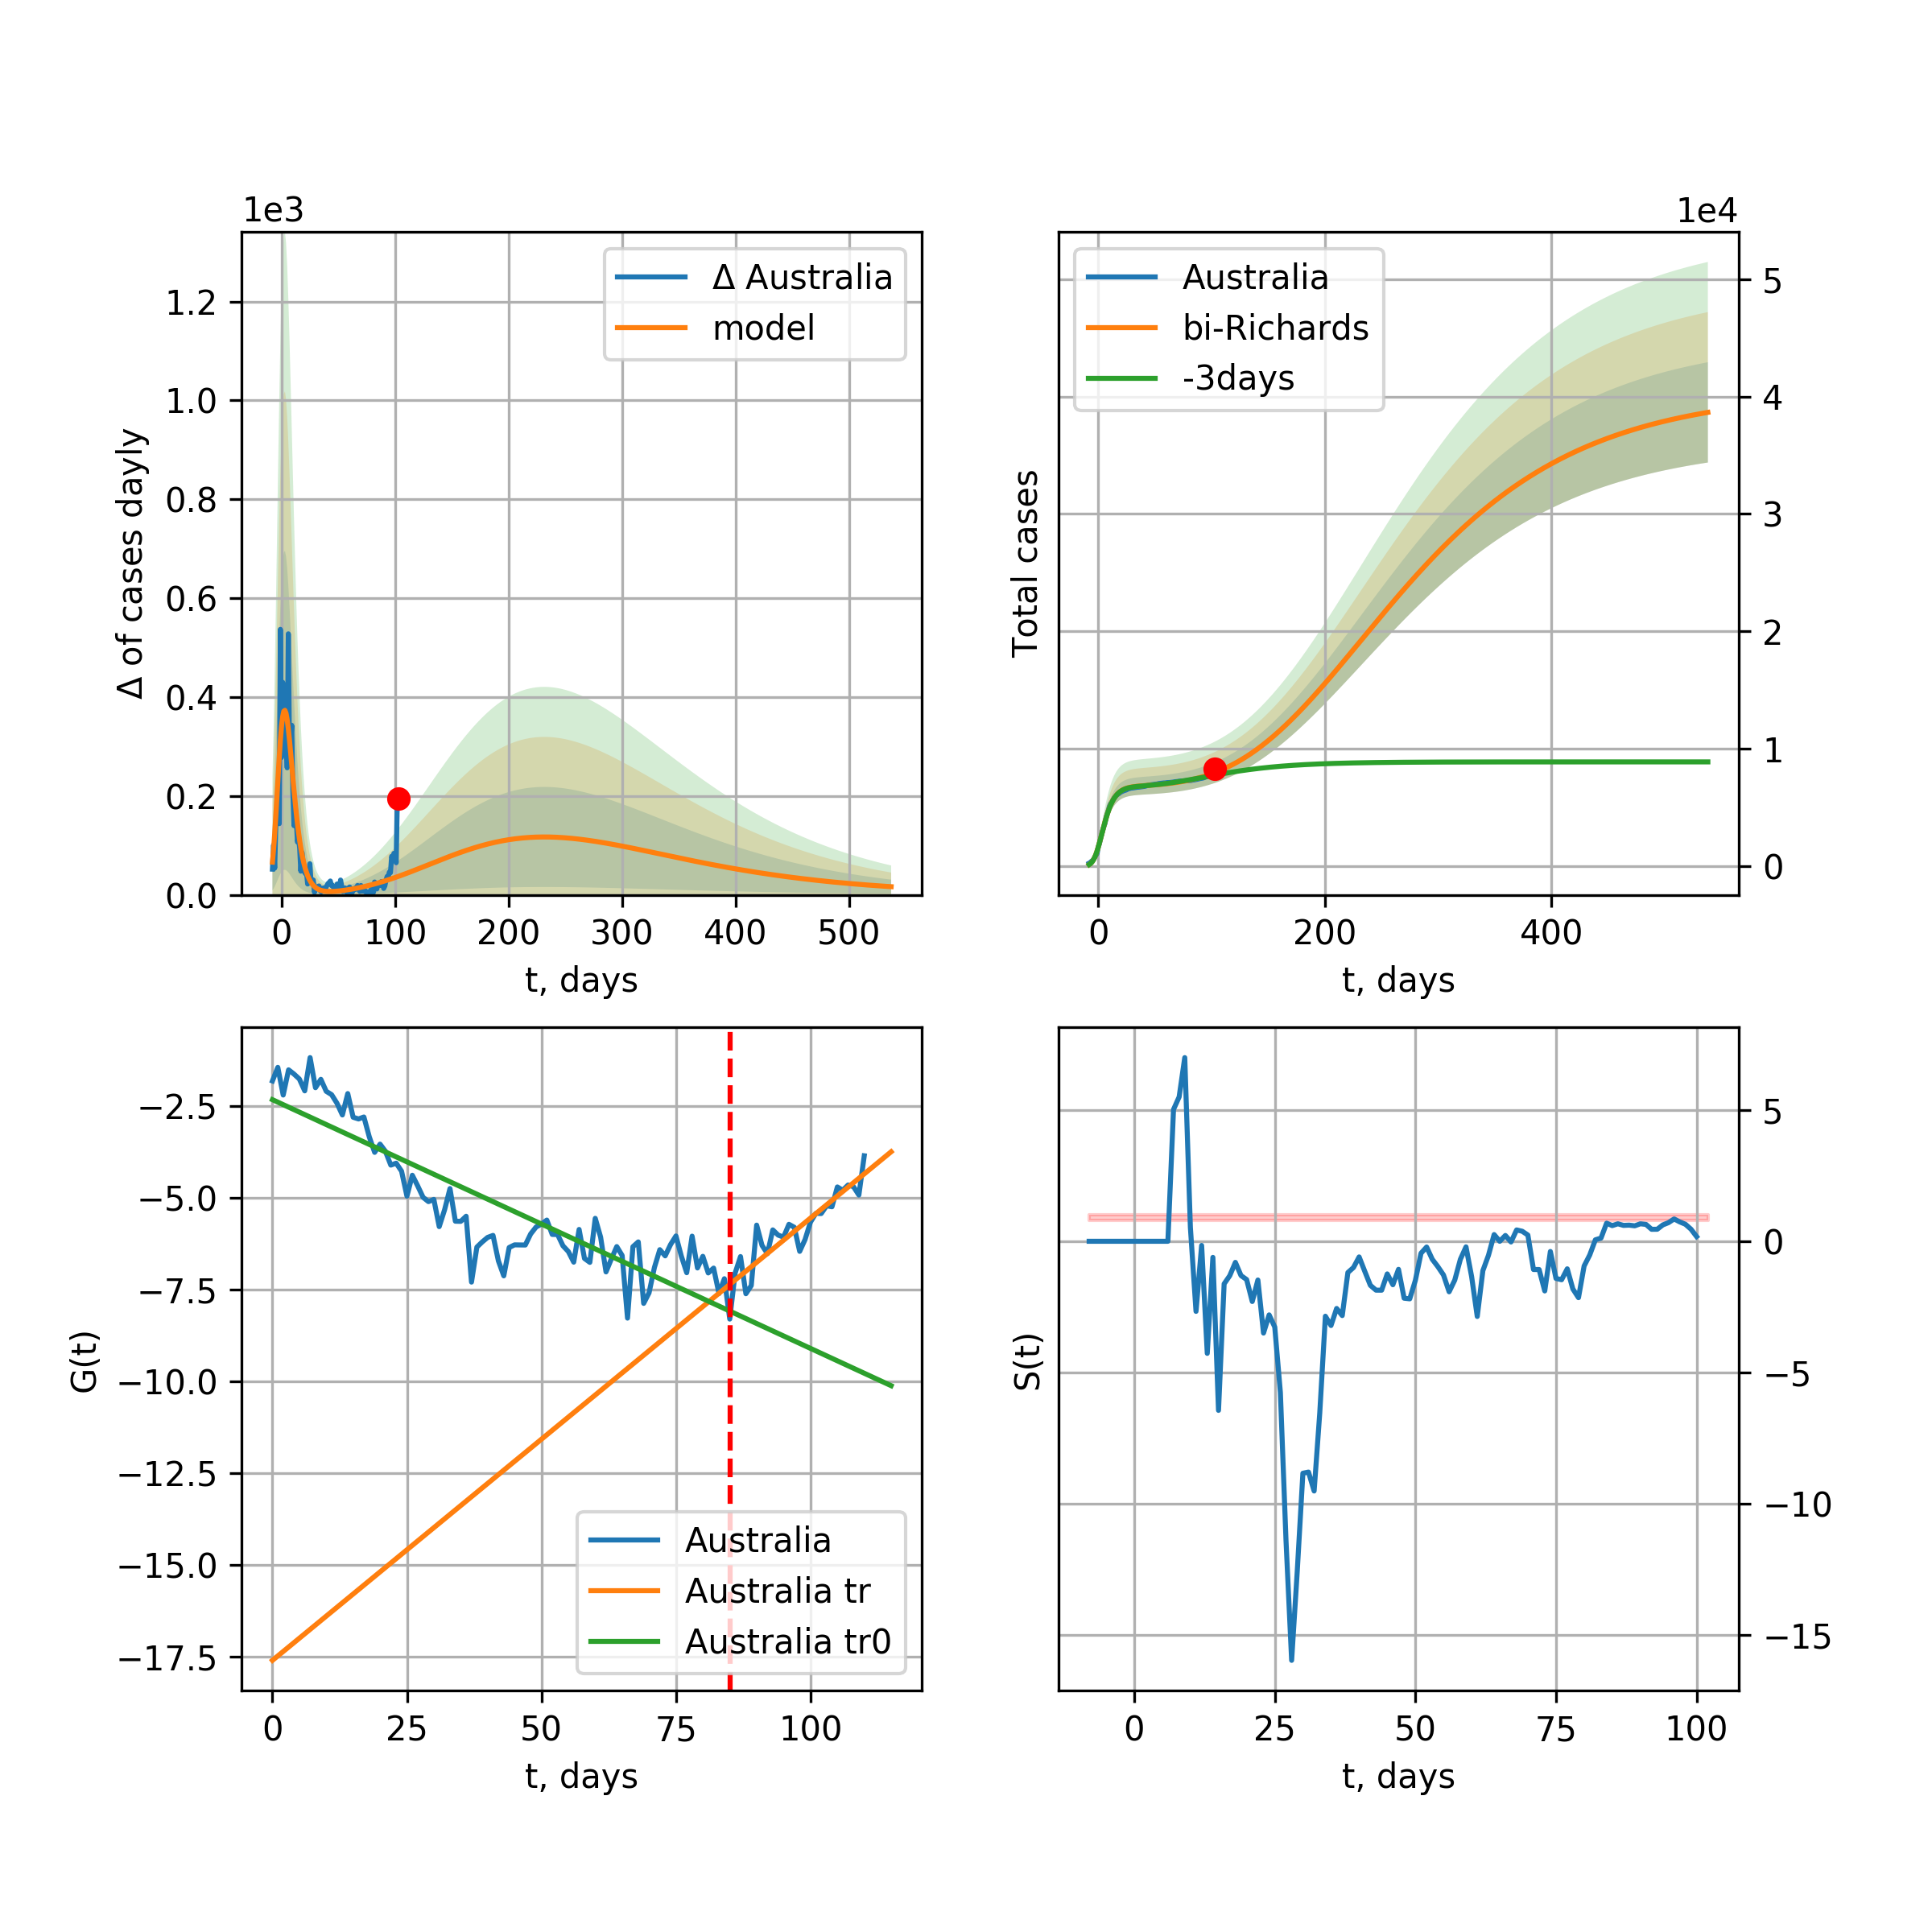 1e3
Δ Australia
model
1.2
1.0
0.8
0.6
0.4
0.2
0.0
Δ of cases dayly
0 100 200 300 400 500
t, days
1e4
Australia
bi-Richards
-3days
5
4
3
2
1
0
Total cases
0 200 400
t, days
−2.5
−5.0
−7.5
−10.0
−12.5
−15.0
−17.5
G(t)
Australia
Australia tr
Australia tr0
0 25 50 75 100
t, days
5
0
−5
−10
−15
S(t)
0 25 50 75 100
t, days